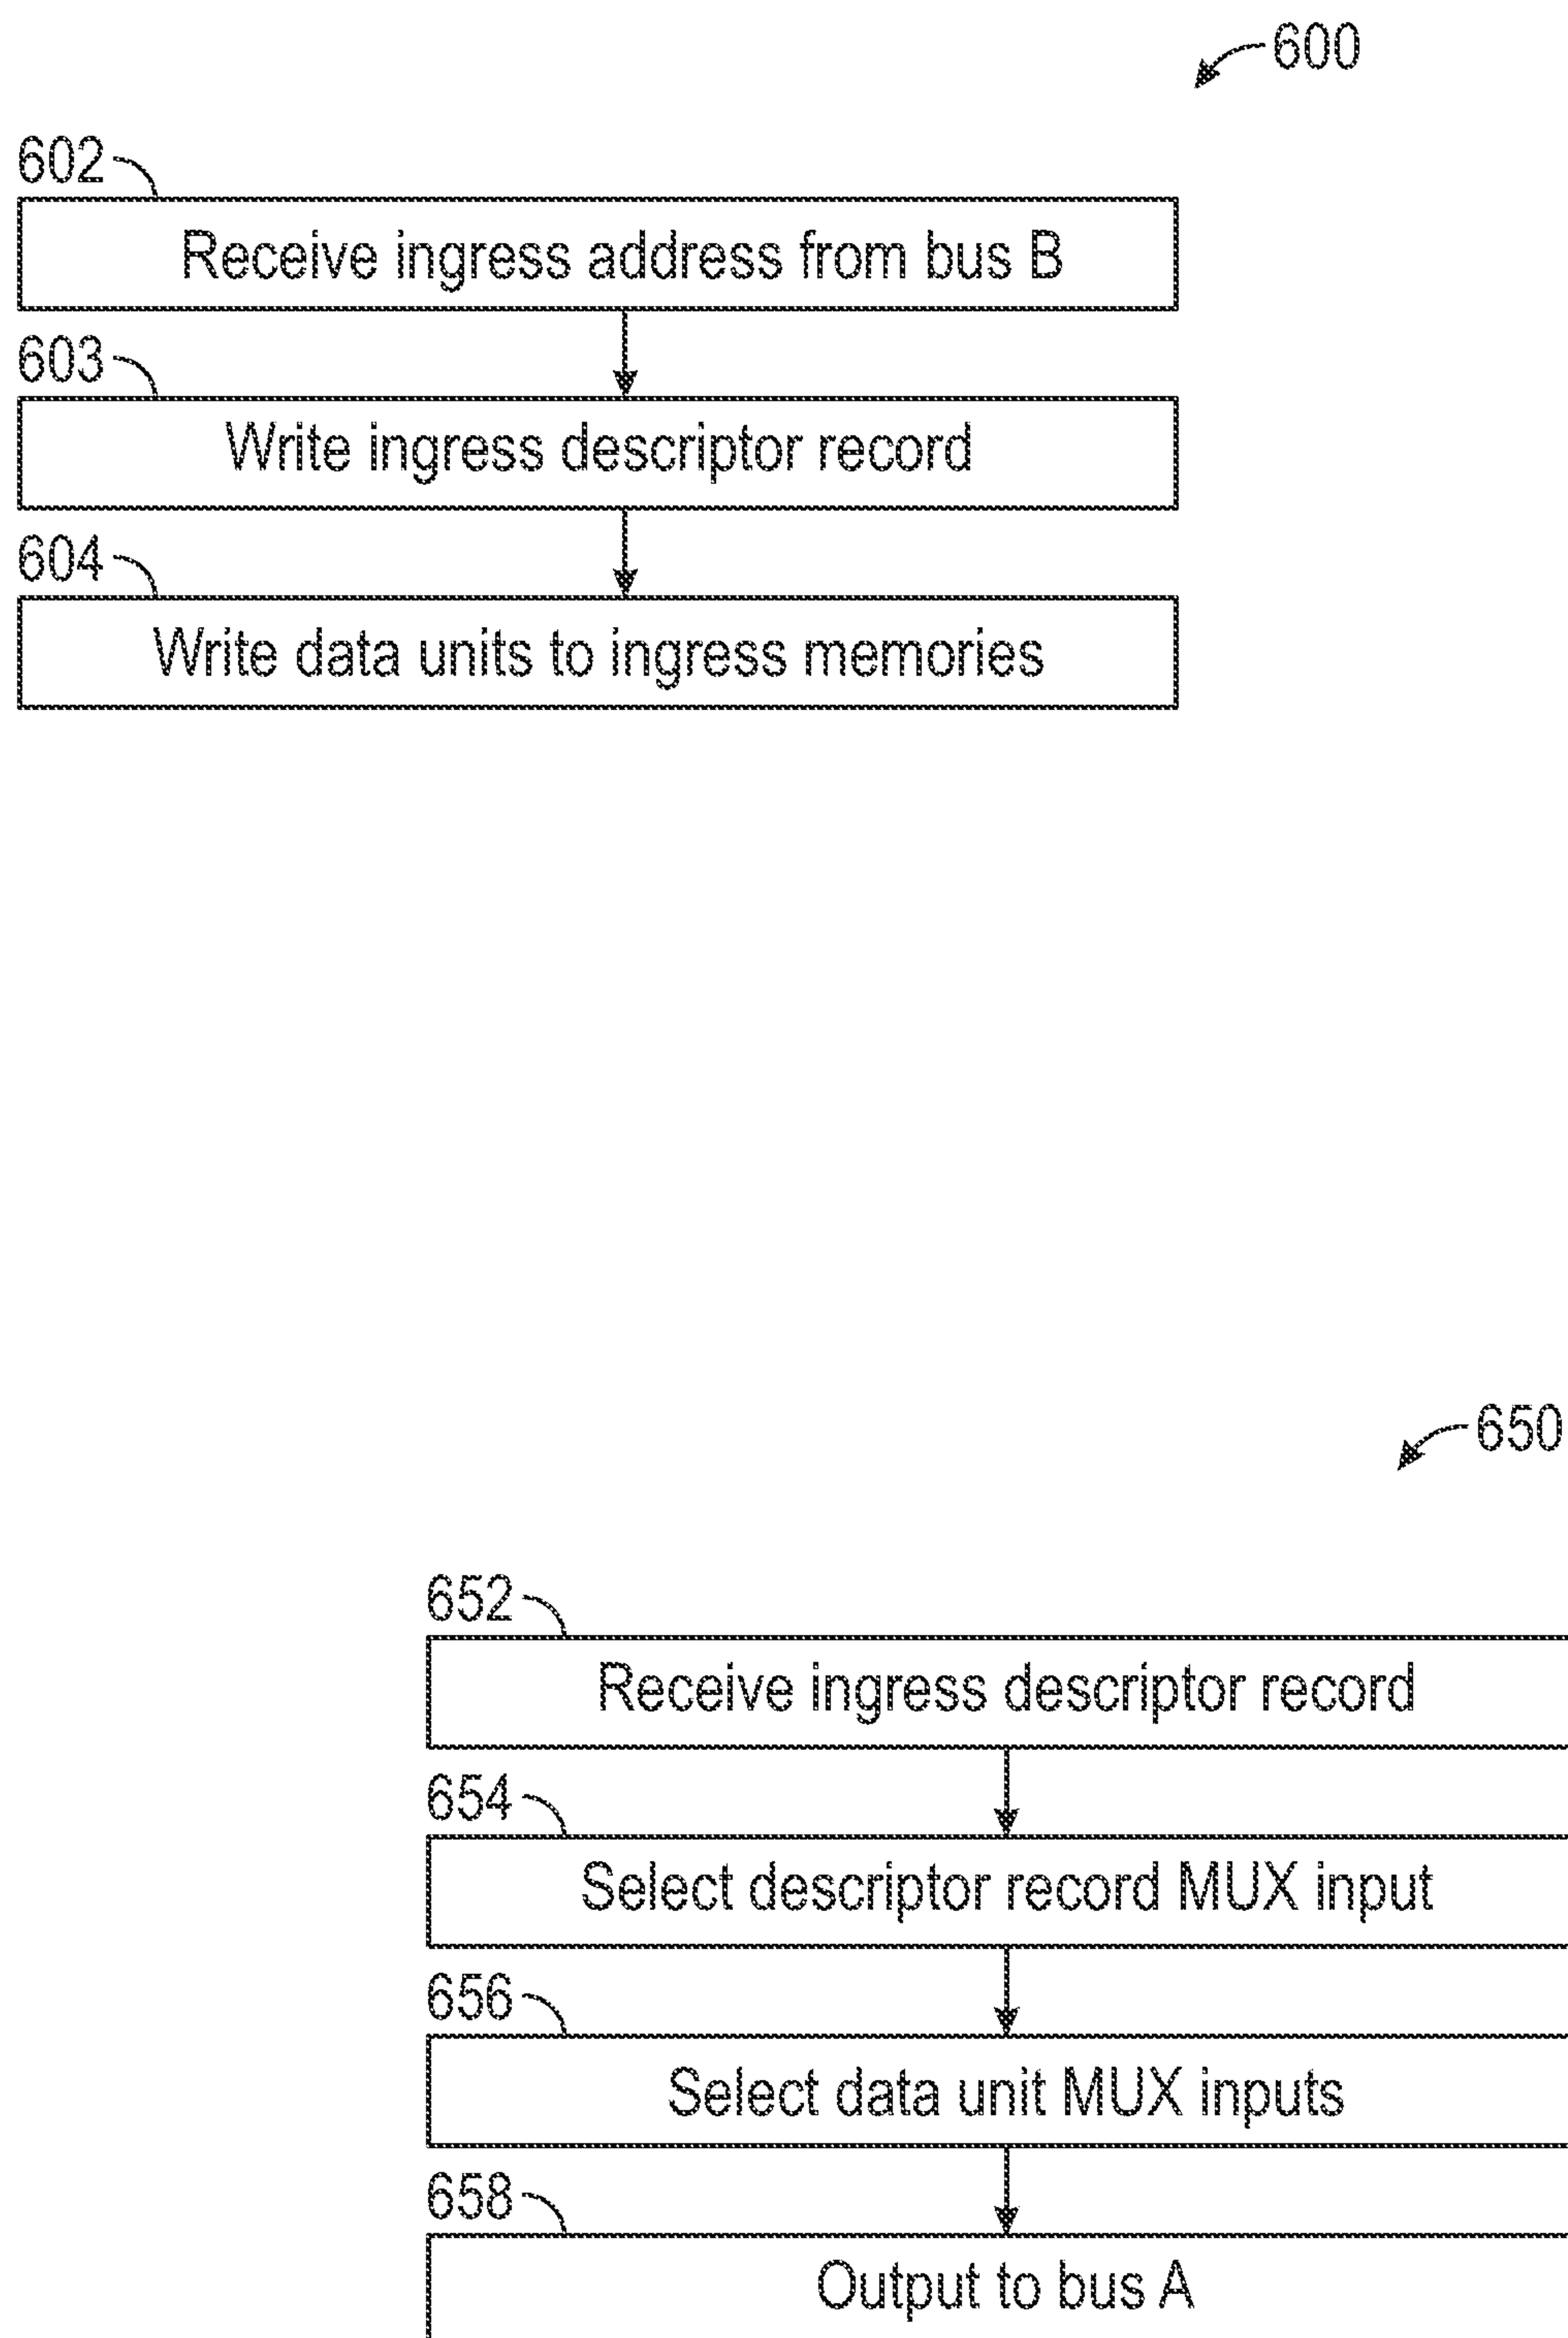 600
602
Receive ingress address from bus B
603
Write ingress descriptor record
604
Write data units to ingress memories
650
652
Receive ingress descriptor record
654
Select descriptor record MUX input
656
Select data unit MUX inputs
658
Output to bus A